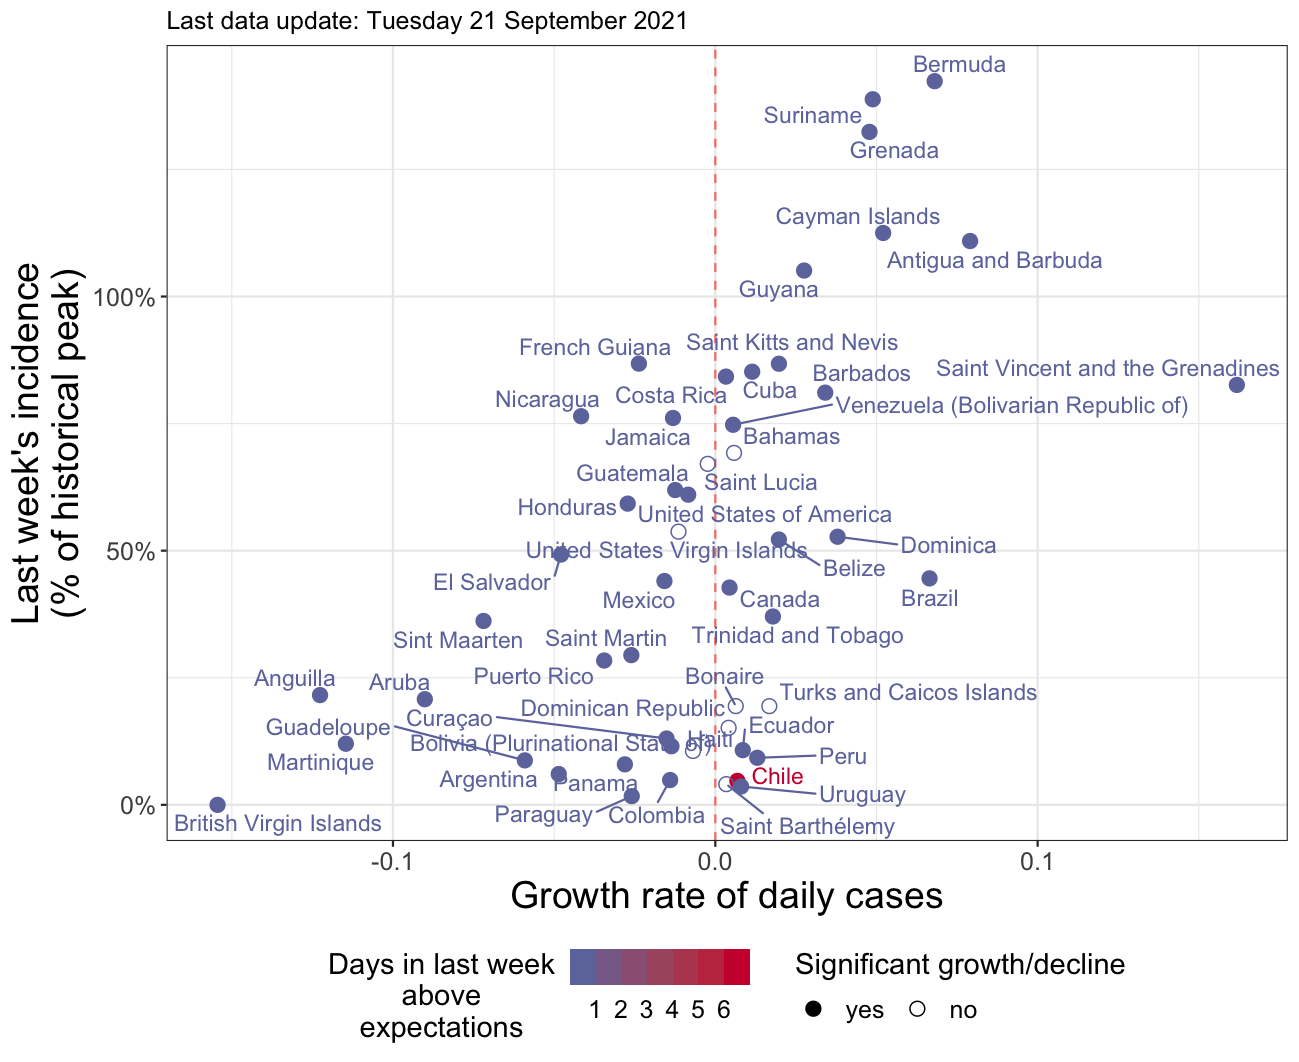 Last data update: Tuesday 21 September 2021
Last week's incidence
(% of historical peak)
100%
50%
0%
Bermuda
Suriname
Grenada
Cayman Islands
Antigua and Barbuda
Guyana
French Guiana
Saint Kitts and Nevis
Saint Vincent and the Grenadines
Barbados
Costa Rica
Cuba
Nicaragua
Venezuela (Bolivarian Republic of)
Jamaica
Bahamas
Guatemala
Saint Lucia
Honduras
United States of America
United States Virgin Islands
Dominica
Belize
El Salvador
Mexico
Canada
Brazil
Sint Maarten
Saint Martin
Trinidad and Tobago
Puerto Rico
Bonaire
Anguilla
Aruba
Turks and Caicos Islands
Dominican Republic
Curaçao
Guadeloupe
Ecuador
Bolivia (Plurinational State of)
Haiti
Martinique
Peru
Argentina
Panama
Chile
Uruguay
Paraguay
Colombia
British Virgin Islands
Saint Barthélemy
-0.1
0.0
0.1
Growth rate of daily cases
Days in last week
above
expectations
1 2 3 4 5 6
Significant growth/decline
yes
no